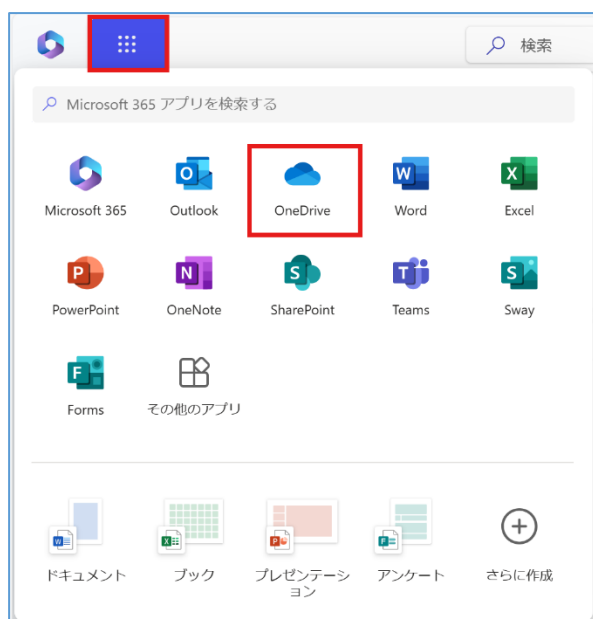 検索
Microsoft 365 アプリを検索する
Microsoft 365
Outlook
OneDrive
Word
Excel
PowerPoint
OneNote
SharePoint
Teams
Sway
Forms
その他のアプリ
ドキュメント
ブック
プレゼンテーシ
ョン
アンケート
さらに作成